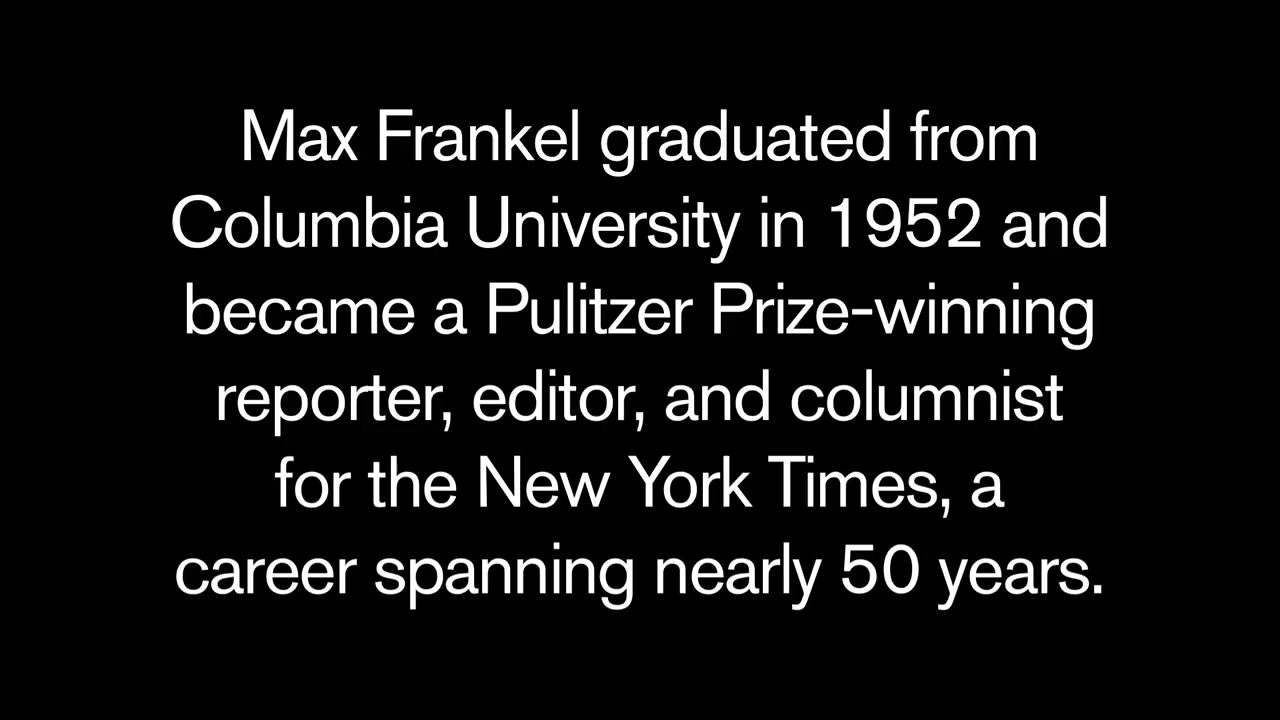 Max Frankel graduated from
Columbia University in 1952 and
became a Pulitzer Prize-winning
reporter, editor, and columnist
for the New York Times, a
career spanning nearly 50 years.